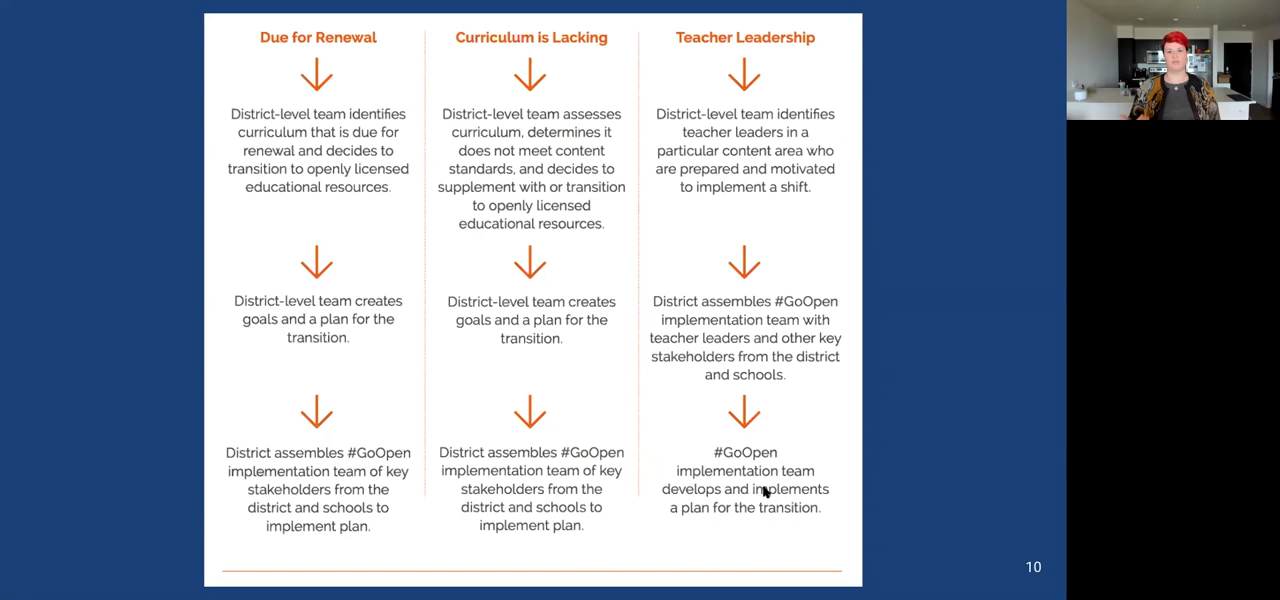 Due for Renewal
District-level team identifies
curriculum that is due for
renewal and decides to
transition to openly licensed
educational resources.
District-level team creates
goals and a plan for the
transition.
District assembles #GoOpen
implementation team of key
stakeholders from the
district and schools to
implement plan.
Curriculum is Lacking
District-level team assesses
curriculum, determines it
does not meet content
standards, and decides to
supplement with or transition
to openly licensed
educational resources.
District-level team creates
goals and a plan for the
transition.
District assembles #GoOpen
implementation team of key
stakeholders from the
district and schools to
implement plan.
Teacher Leadership
District-level team identifies
teacher leaders in a
particular content area who
are prepared and motivated
to implement a shift.
District assembles #GoOpen
implementation team with
teacher leaders and other key
stakeholders from the district
and schools.
#GoOpen
implementation team
develops and implements
a plan for the transition.
10